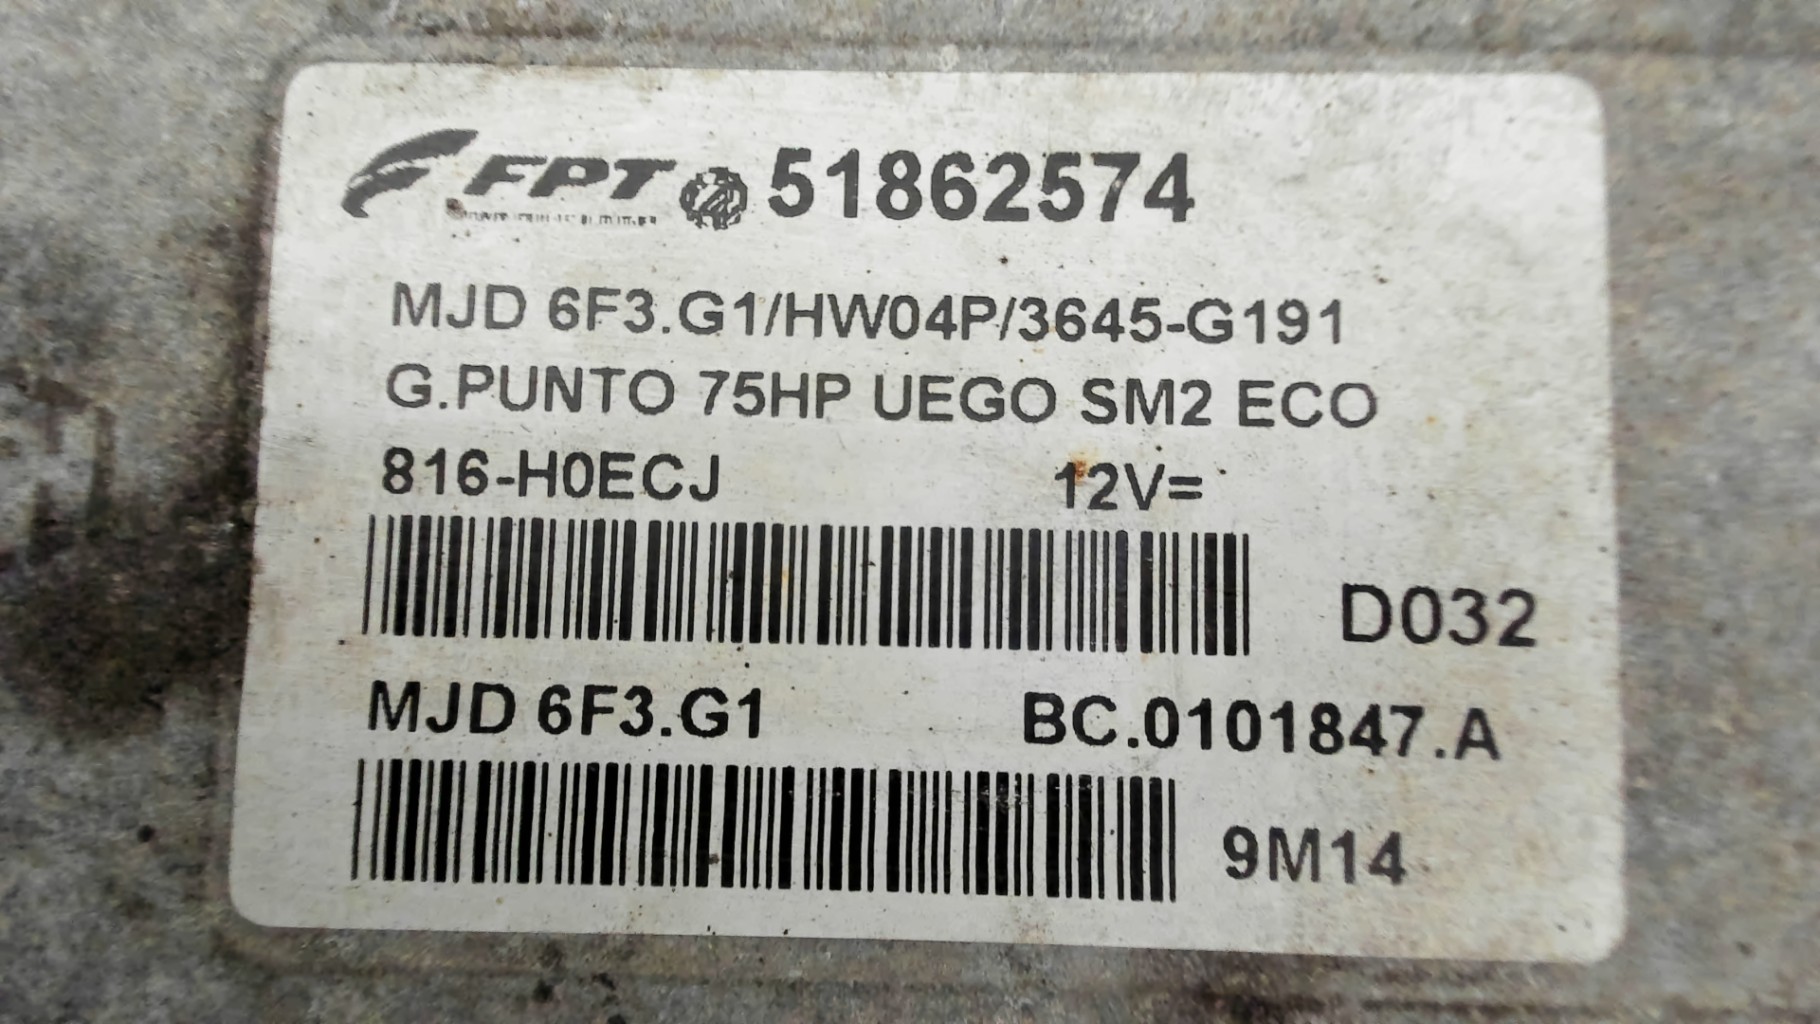 FPT 51862574
MJD 6F3.G1/HW04P/3645-G191
G.PUNTO 75HP UEGO SM2 ECO
816-H0ECJ 12V=
D032
MJD 6F3.G1 BC.0101847.A
9M14